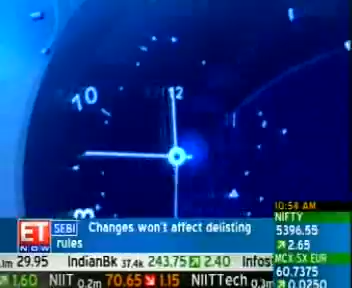 10
12
8
10:58 AM
NIFTY
5396.55
2.65
MCX-SX EUR
60.7375
0.0250
ET NOW
SEBI Changes won't affect delisting rules
.1m 29.95 IndianBk 37.4k 243.75 2.40 Infos
1.60 NIIT 0.2m 70.65 1.15 NIITTech 0.3m